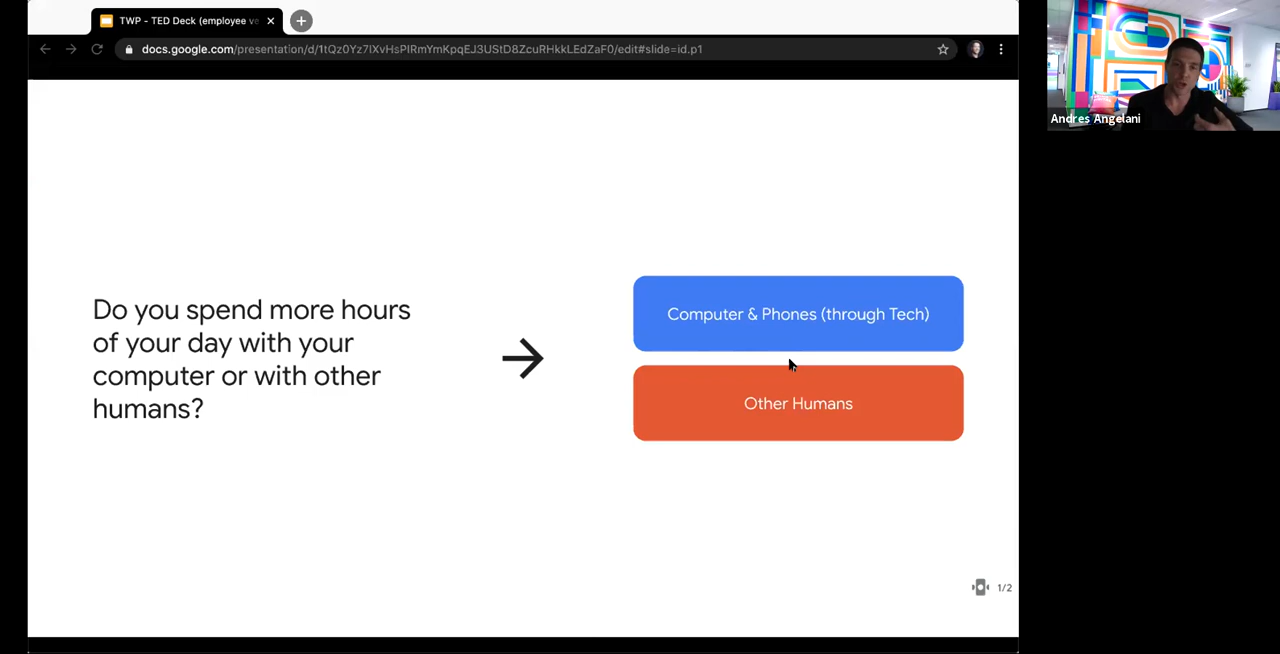 TWP - TED Deck (employee ve
docs.google.com/presentation/d/1tQz0Yz7IXvHsPIRmYmKpqEJ3UStD8ZcuRHkkLEdZaF0/edit#slide=id.p1
Andres Angelani
Do you spend more hours
of your day with your
computer or with other
humans?
Computer & Phones (through Tech)
Other Humans
1/2